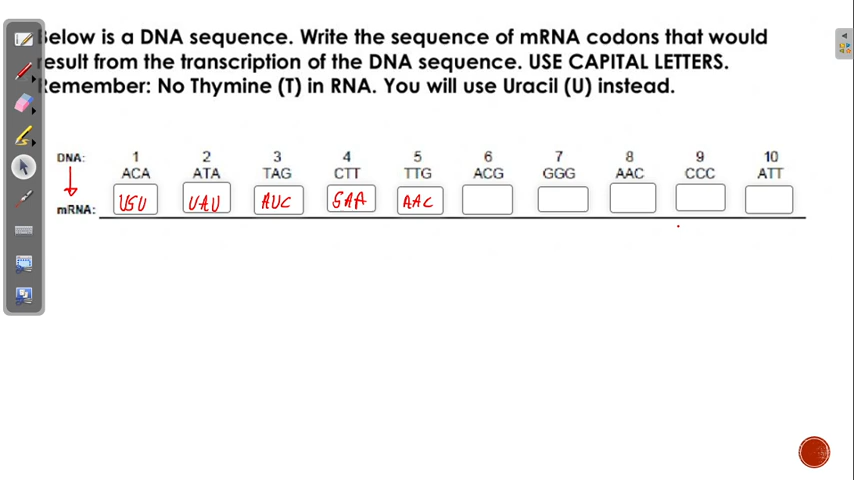 Below is a DNA sequence. Write the sequence of mRNA codons that would
result from the transcription of the DNA sequence. USE CAPITAL LETTERS.
Remember: No Thymine (T) in RNA. You will use Uracil (U) instead.
DNA: 1 2 3 4 5 6 7 8 9 10
ACA ATA TAG CTT TTG ACG GGG AAC CCC ATT
mRNA: UGU UAU AUC GAA AAC